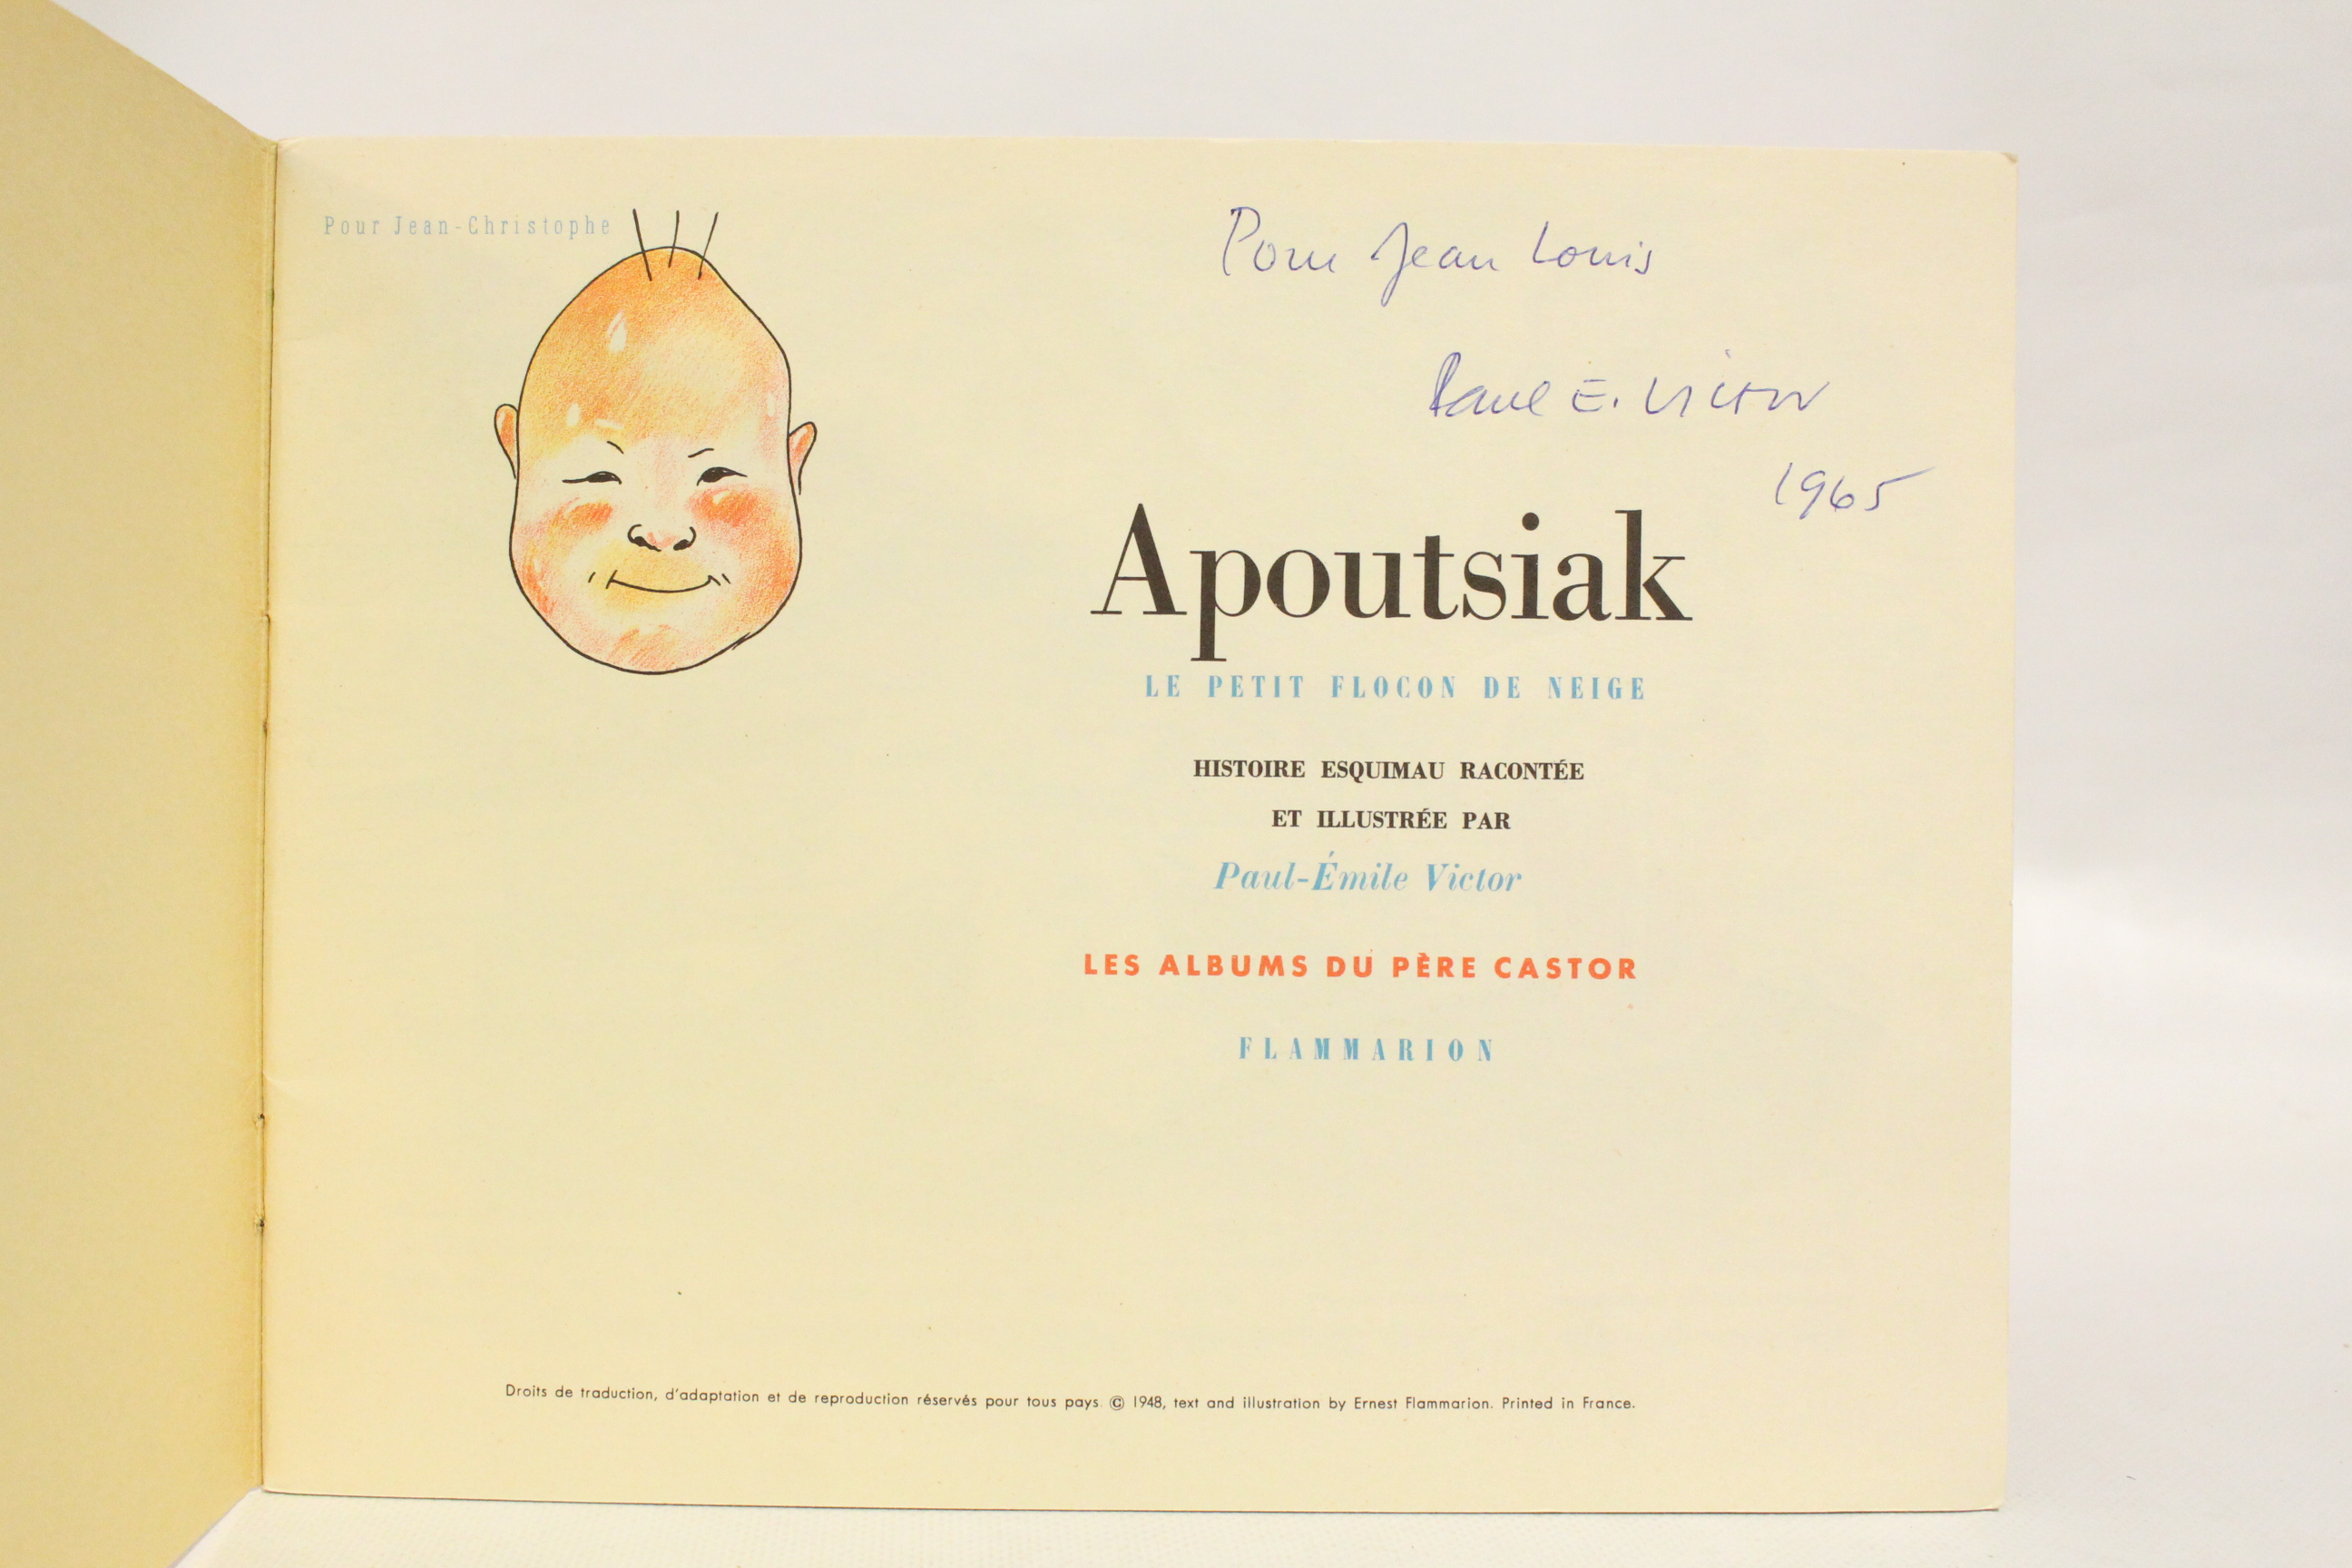 Pour Jean-Christophe
Pour Jean Louis
Paul E. Victor
1965
Apoutsiak
LE PETIT FLOCON DE NEIGE
HISTOIRE ESQUIMAU RACONTÉE
ET ILLUSTRÉE PAR
Paul-Émile Victor
LES ALBUMS DU PÈRE CASTOR
FLAMMARION
Droits de traduction, d'adaptation et de reproduction réservés pour tous pays. © 1948, text and illustration by Ernest Flammarion. Printed in France.